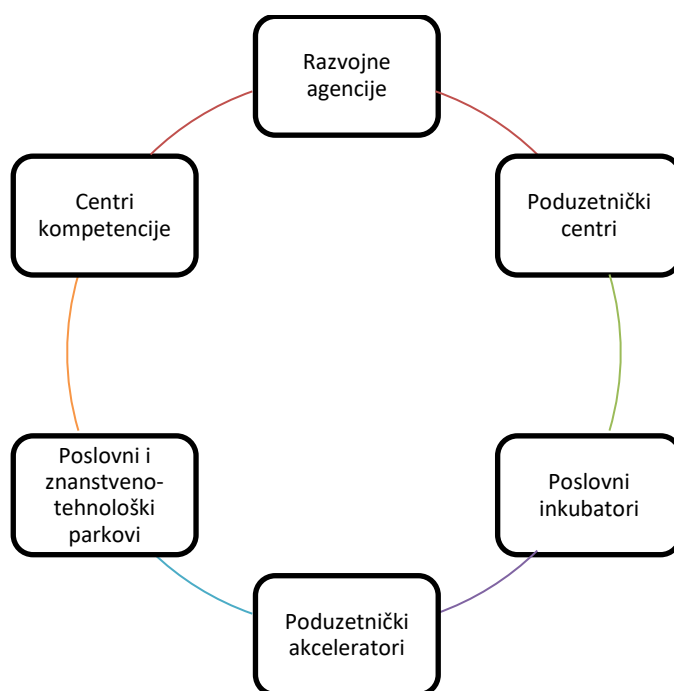 Razvojne
agencije
Poduzetnički
centri
Poslovni
inkubatori
Poduzetnički
akceleratori
Poslovni i
znanstveno-
tehnološki
parkovi
Centri
kompetencije